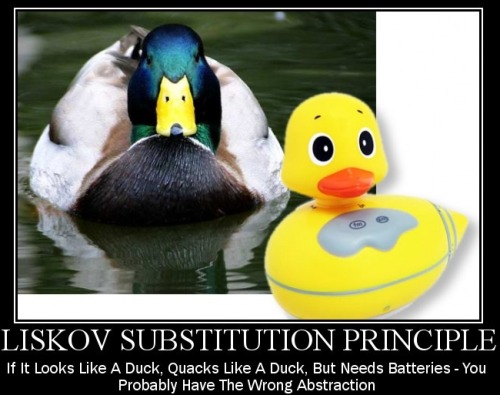 LISKOV SUBSTITUTION PRINCIPLE
If It Looks Like A Duck, Quacks Like A Duck, But Needs Batteries - You
Probably Have The Wrong Abstraction